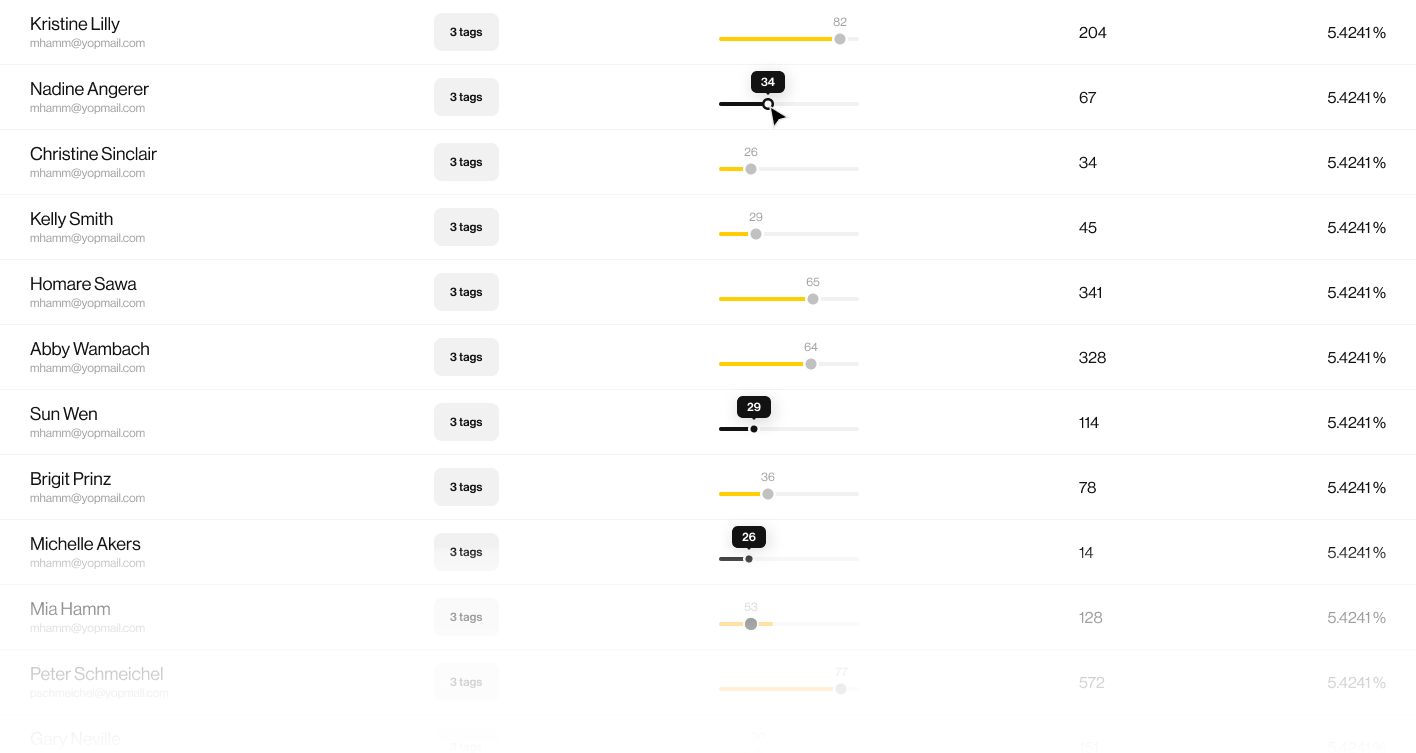 82
Kristine Lilly
mhamm@yopmail.com
3 tags
204
5.4241%
34
Nadine Angerer
mhamm@yopmail.com
3 tags
67
5.4241%
26
Christine Sinclair
mhamm@yopmail.com
3 tags
34
5.4241%
29
Kelly Smith
mhamm@yopmail.com
3 tags
45
5.4241%
65
Homare Sawa
mhamm@yopmail.com
3 tags
341
5.4241%
64
Abby Wambach
mhamm@yopmail.com
3 tags
328
5.4241%
29
Sun Wen
mhamm@yopmail.com
3 tags
114
5.4241%
36
Brigit Prinz
mhamm@yopmail.com
3 tags
78
5.4241%
26
Michelle Akers
mhamm@yopmail.com
3 tags
14
5.4241%
53
Mia Hamm
mhamm@yopmail.com
3 tags
128
5.4241%
77
Peter Schmeichel
pschmeichel@yopmail.com
3 tags
572
5.4241%
Gary Neville
3 tags
151
5.4241%